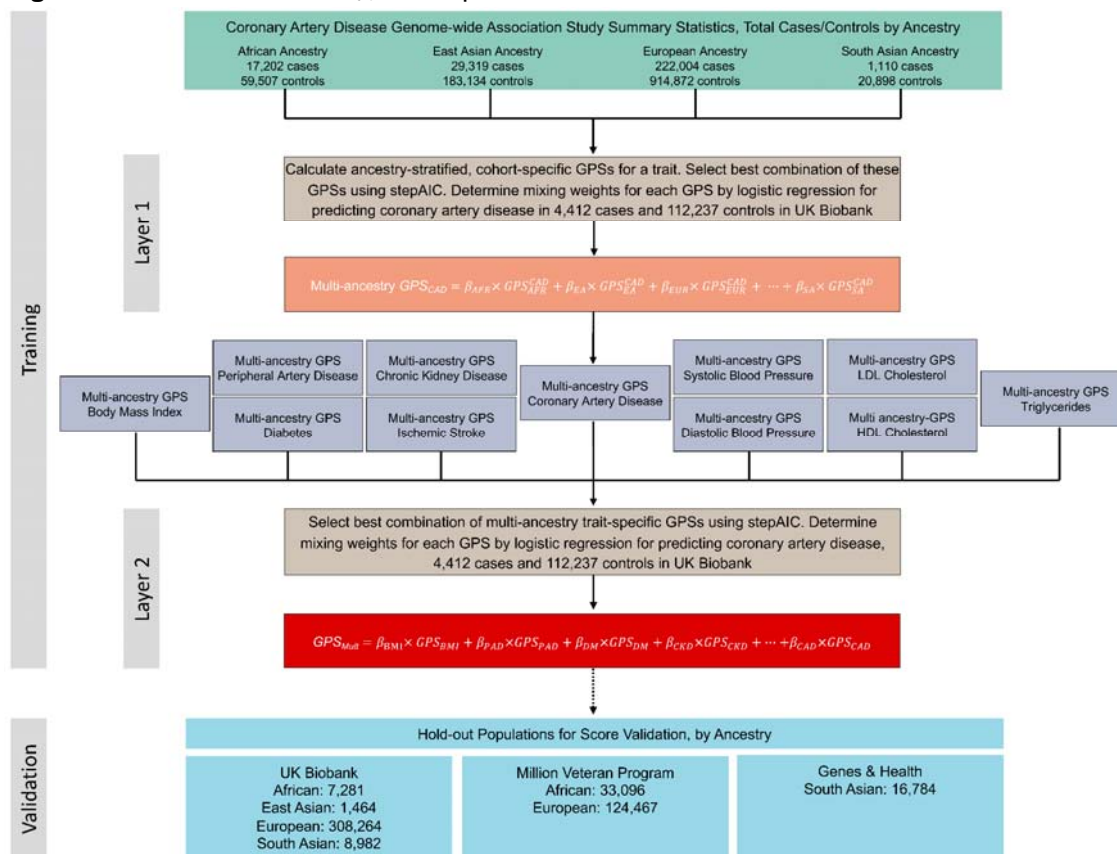 Coronary Artery Disease Genome-wide Association Study Summary Statistics, Total Cases/Controls by Ancestry
African Ancestry
17,202 cases
59,507 controls
East Asian Ancestry
29,319 cases
183,134 controls
European Ancestry
222,004 cases
914,872 controls
South Asian Ancestry
1,110 cases
20,898 controls
Training
Layer 1
Calculate ancestry-stratified, cohort-specific GPSs for a trait. Select best combination of these
GPSs using stepAIC. Determine mixing weights for each GPS by logistic regression for
predicting coronary artery disease in 4,412 cases and 112,237 controls in UK Biobank
Multi-ancestry GPS_CAD = β_AFR × GPS_AFR^CAD + β_EA × GPS_EA^CAD + β_EUR × GPS_EUR^CAD + ⋯ + β_SA × GPS_SA^CAD
Multi-ancestry GPS
Body Mass Index
Multi-ancestry GPS
Peripheral Artery Disease
Multi-ancestry GPS
Diabetes
Multi-ancestry GPS
Chronic Kidney Disease
Multi-ancestry GPS
Ischemic Stroke
Multi-ancestry GPS
Coronary Artery Disease
Multi-ancestry GPS
Systolic Blood Pressure
Multi-ancestry GPS
Diastolic Blood Pressure
Multi-ancestry GPS
LDL Cholesterol
Multi ancestry-GPS
HDL Cholesterol
Multi-ancestry GPS
Triglycerides
Layer 2
Select best combination of multi-ancestry trait-specific GPSs using stepAIC. Determine
mixing weights for each GPS by logistic regression for predicting coronary artery disease,
4,412 cases and 112,237 controls in UK Biobank
GPS_Mult = β_BMI × GPS_BMI + β_PAD × GPS_PAD + β_DM × GPS_DM + β_CKD × GPS_CKD + ⋯ + β_CAD × GPS_CAD
Validation
Hold-out Populations for Score Validation, by Ancestry
UK Biobank
African: 7,281
East Asian: 1,464
European: 308,264
South Asian: 8,982
Million Veteran Program
African: 33,096
European: 124,467
Genes & Health
South Asian: 16,784